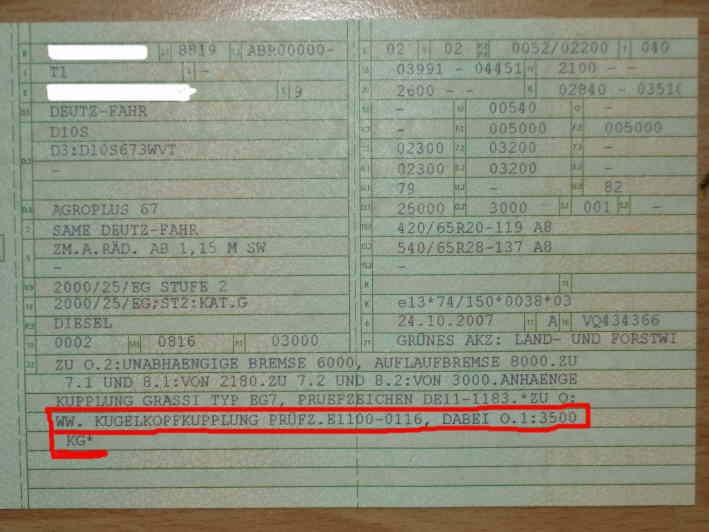 8819 ABR00000-
T1 -
9
DEUTZ-FAHR
D10S
D3:D10S673WVT
-
AGROPLUS 67
SAME DEUTZ-FAHR
ZM.A.RÄD. AB 1,15 M SW
-
2000/25/EG STUFE 2
2000/25/EG;ST2:KAT.G
DIESEL
0002 0816 03000
02 02 0052/02200 040
03991 - 04451 2100 - -
2600 - - 02840 - 0351
- 00540 -
- 005000 005000
02300 03200 -
02300 03200 -
79 - 82
25000 3000 - 001 -
420/65R20-119 A8
540/65R28-137 A8
-
-
e13*74/150*0038*03
24.10.2007 A VQ434366
GRÜNES AKZ: LAND- UND FORSTWI
ZU O.2:UNABHAENGIGE BREMSE 6000, AUFLAUFBREMSE 8000.ZU
7.1 UND 8.1:VON 2180.ZU 7.2 UND 8.2:VON 3000.ANHAENGE
KUPPLUNG GRASSI TYP EG7, PRUEFZEICHEN DE11-1183.*ZU Q:
WW. KUGELKOPFKUPPLUNG PRÜFZ.E1100-0116, DABEI O.1:3500
KG*